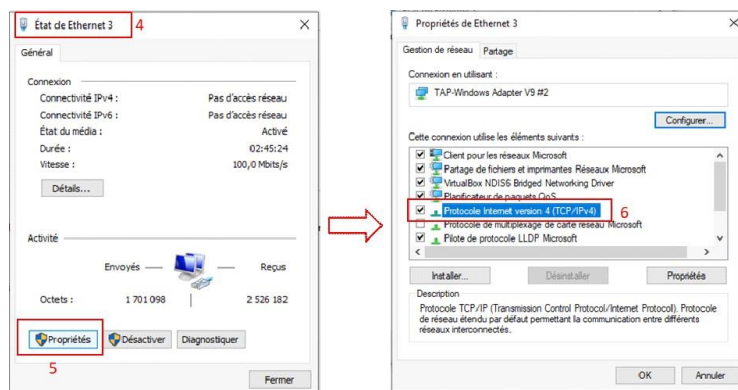 État de Ethernet 3
4
Général
Connexion
Connectivité IPv4 : Pas d'accès réseau
Connectivité IPv6 : Pas d'accès réseau
État du média : Activé
Durée : 02:45:24
Vitesse : 100,0 Mbits/s
Détails...
Activité
Envoyés Reçus
Octets : 1 701 098 2 526 182
Propriétés Désactiver Diagnostiquer
5
Fermer
Propriétés de Ethernet 3
Gestion de réseau Partage
Connexion en utilisant :
TAP-Windows Adapter V9 #2
Configurer...
Cette connexion utilise les éléments suivants :
Client pour les réseaux Microsoft
Partage de fichiers et imprimantes Réseaux Microsoft
VirtualBox NDIS6 Bridged Networking Driver
Planificateur de paquets QoS
Protocole Internet version 4 (TCP/IPv4)
6
Protocole de multiplexage de carte réseau Microsoft
Pilote de protocole LLDP Microsoft
Installer... Désinstaller Propriétés
Description
Protocole TCP/IP (Transmission Control Protocol/Internet Protocol). Protocole
de réseau étendu par défaut permettant la communication entre différents
réseaux interconnectés.
OK Annuler